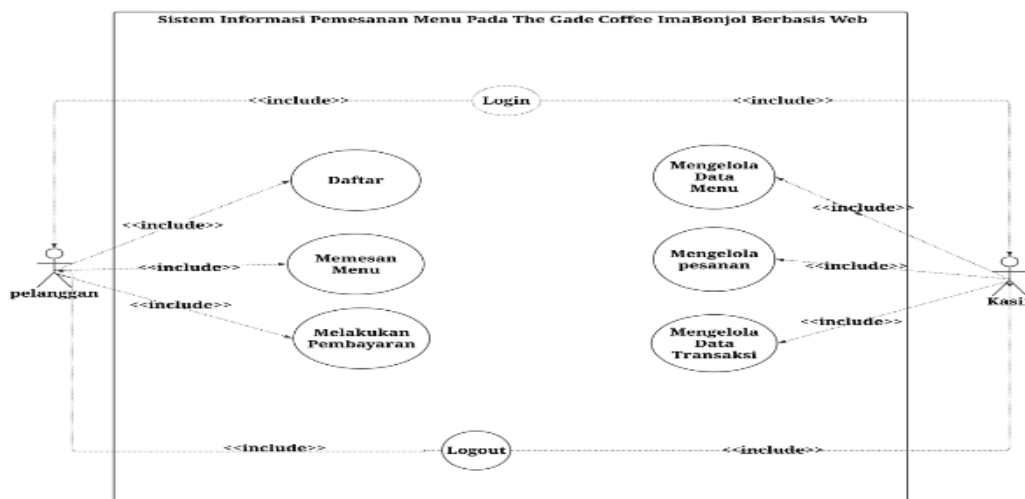 Sistem Informasi Pemesanan Menu Pada The Gade Coffee ImaBonjol Berbasis Web
<<include>>
Login
<<include>>
Daftar
Mengelola
Data
Menu
<<include>>
<<include>>
Memesan
Menu
<<include>>
Mengelola
pesanan
<<include>>
pelanggan
Kasir
<<include>>
Melakukan
Pembayaran
Mengelola
Data
Transaksi
<<include>>
<<include>>
Logout
<<include>>